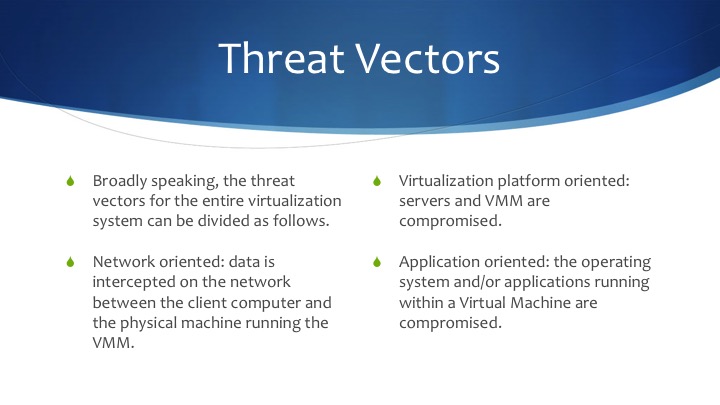 Threat Vectors
Broadly speaking, the threat
vectors for the entire virtualization
system can be divided as follows.
Network oriented: data is
intercepted on the network
between the client computer and
the physical machine running the
VMM.
Virtualization platform oriented:
servers and VMM are
compromised.
Application oriented: the operating
system and/or applications running
within a Virtual Machine are
compromised.